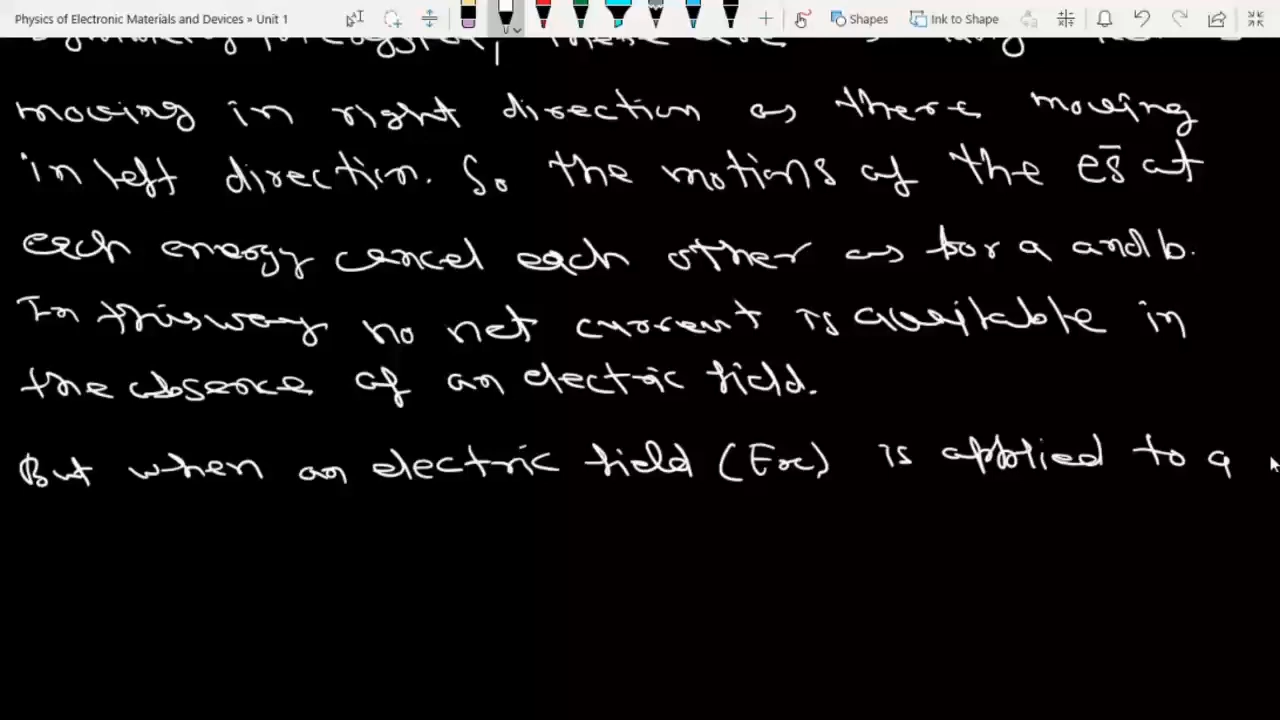 Physics of Electronic Materials and Devices » Unit 1
Shapes
Ink to Shape
moving in right direction as there moving
in left direction. So the motions of the es̄ at
each energy cancel each other as for a and b.
In this way no net current is available in
the absence of an electric field.
But when an electric field (Ex) is applied to a